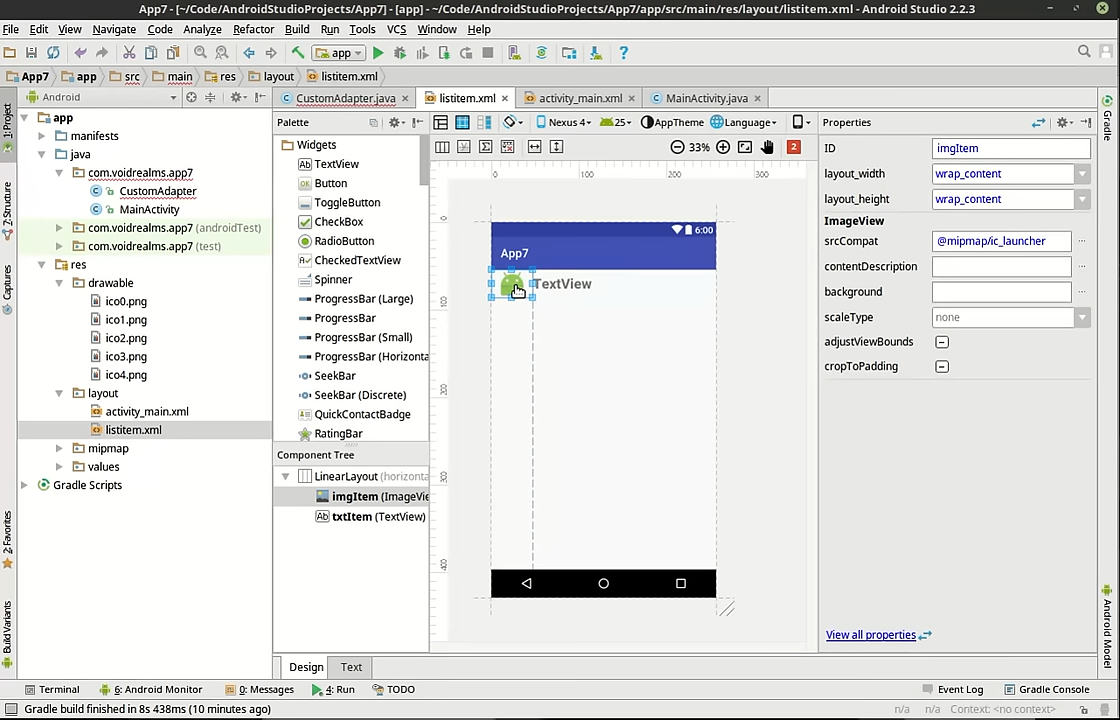 App7 - [~/Code/AndroidStudioProjects/App7] - [app] - ~/Code/AndroidStudioProjects/App7/app/src/main/res/layout/listitem.xml - Android Studio 2.2.3
File Edit View Navigate Code Analyze Refactor Build Run Tools VCS Window Help
app
App7 app src main res layout listitem.xml
Android
CustomAdapter.java listitem.xml activity_main.xml MainActivity.java
1: Project
7: Structure
Captures
2: Favorites
Build Variants
app
manifests
java
com.voidrealms.app7
CustomAdapter
MainActivity
com.voidrealms.app7 (androidTest)
com.voidrealms.app7 (test)
res
drawable
ico0.png
ico1.png
ico2.png
ico3.png
ico4.png
layout
activity_main.xml
listitem.xml
mipmap
values
Gradle Scripts
Palette
Widgets
Ab TextView
OK Button
ToggleButton
CheckBox
RadioButton
CheckedTextView
Spinner
ProgressBar (Large)
ProgressBar
ProgressBar (Small)
ProgressBar (Horizonta
SeekBar
SeekBar (Discrete)
QuickContactBadge
RatingBar
Component Tree
LinearLayout (horizonta
imgItem (ImageVie
Ab txtItem (TextView)
Nexus 4 25 AppTheme Language
33% 2
0 100 200 300
0
100
200
300
400
6:00
App7
TextView
Design Text
Properties
ID imgItem
layout_width wrap_content
layout_height wrap_content
ImageView
srcCompat @mipmap/ic_launcher
contentDescription
background
scaleType none
adjustViewBounds
cropToPadding
View all properties
Gradle
Android Model
Terminal 6: Android Monitor 0: Messages 4: Run TODO Event Log Gradle Console
Gradle build finished in 8s 438ms (10 minutes ago) n/a n/a Context: <no context>